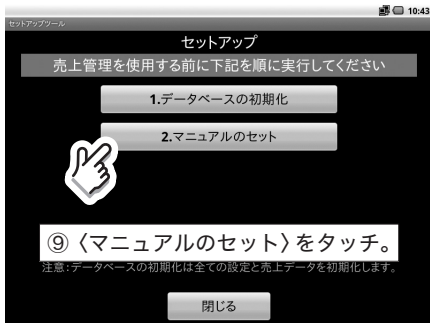 10:43
セットアップツール
セットアップ
売上管理を使用する前に下記を順に実行してください
1.データベースの初期化
2.マニュアルのセット
⑨〈マニュアルのセット〉をタッチ。
注意:データベースの初期化は全ての設定と売上データを初期化します。
閉じる